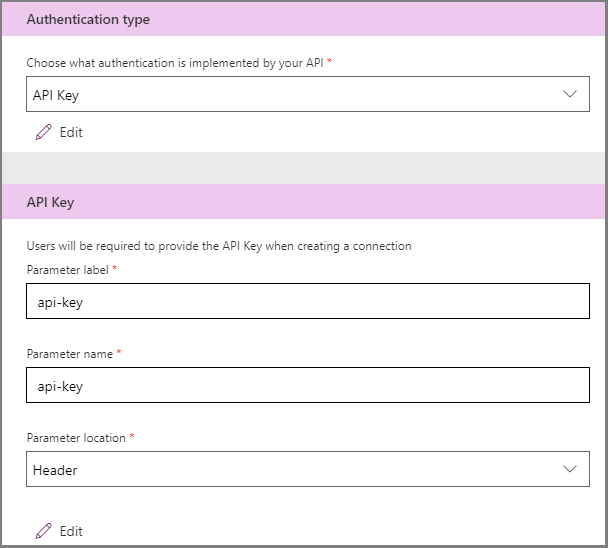 Authentication type
Choose what authentication is implemented by your API *
API Key
Edit
API Key
Users will be required to provide the API Key when creating a connection
Parameter label *
api-key
Parameter name *
api-key
Parameter location *
Header
Edit